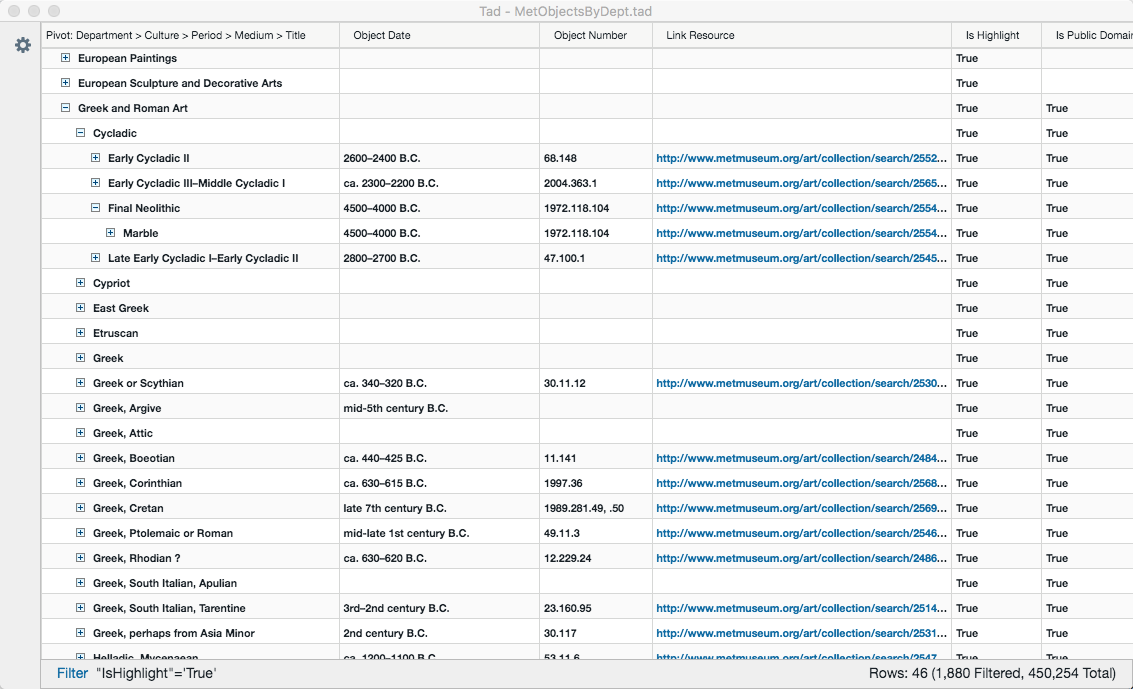 Tad - MetObjectsByDept.tad
Pivot: Department > Culture > Period > Medium > Title Object Date Object Number Link Resource Is Highlight Is Public Domain
European Paintings True
European Sculpture and Decorative Arts True
Greek and Roman Art True True
Cycladic True True
Early Cycladic II 2600–2400 B.C. 68.148 http://www.metmuseum.org/art/collection/search/2552... True True
Early Cycladic III–Middle Cycladic I ca. 2300–2200 B.C. 2004.363.1 http://www.metmuseum.org/art/collection/search/2565... True True
Final Neolithic 4500–4000 B.C. 1972.118.104 http://www.metmuseum.org/art/collection/search/2554... True True
Marble 4500–4000 B.C. 1972.118.104 http://www.metmuseum.org/art/collection/search/2554... True True
Late Early Cycladic I–Early Cycladic II 2800–2700 B.C. 47.100.1 http://www.metmuseum.org/art/collection/search/2545... True True
Cypriot True True
East Greek True True
Etruscan True True
Greek True True
Greek or Scythian ca. 340–320 B.C. 30.11.12 http://www.metmuseum.org/art/collection/search/2530... True True
Greek, Argive mid-5th century B.C. True True
Greek, Attic True True
Greek, Boeotian ca. 440–425 B.C. 11.141 http://www.metmuseum.org/art/collection/search/2484... True True
Greek, Corinthian ca. 630–615 B.C. 1997.36 http://www.metmuseum.org/art/collection/search/2568... True True
Greek, Cretan late 7th century B.C. 1989.281.49, .50 http://www.metmuseum.org/art/collection/search/2569... True True
Greek, Ptolemaic or Roman mid-late 1st century B.C. 49.11.3 http://www.metmuseum.org/art/collection/search/2546... True True
Greek, Rhodian ? ca. 630–620 B.C. 12.229.24 http://www.metmuseum.org/art/collection/search/2486... True True
Greek, South Italian, Apulian True True
Greek, South Italian, Tarentine 3rd–2nd century B.C. 23.160.95 http://www.metmuseum.org/art/collection/search/2514... True True
Greek, perhaps from Asia Minor 2nd century B.C. 30.117 http://www.metmuseum.org/art/collection/search/2531... True True
Helladic, Mycenaean ca. 1200–1100 B.C. 53.11.6 http://www.metmuseum.org/art/collection/search/2547... True True
Filter "IsHighlight"='True' Rows: 46 (1,880 Filtered, 450,254 Total)